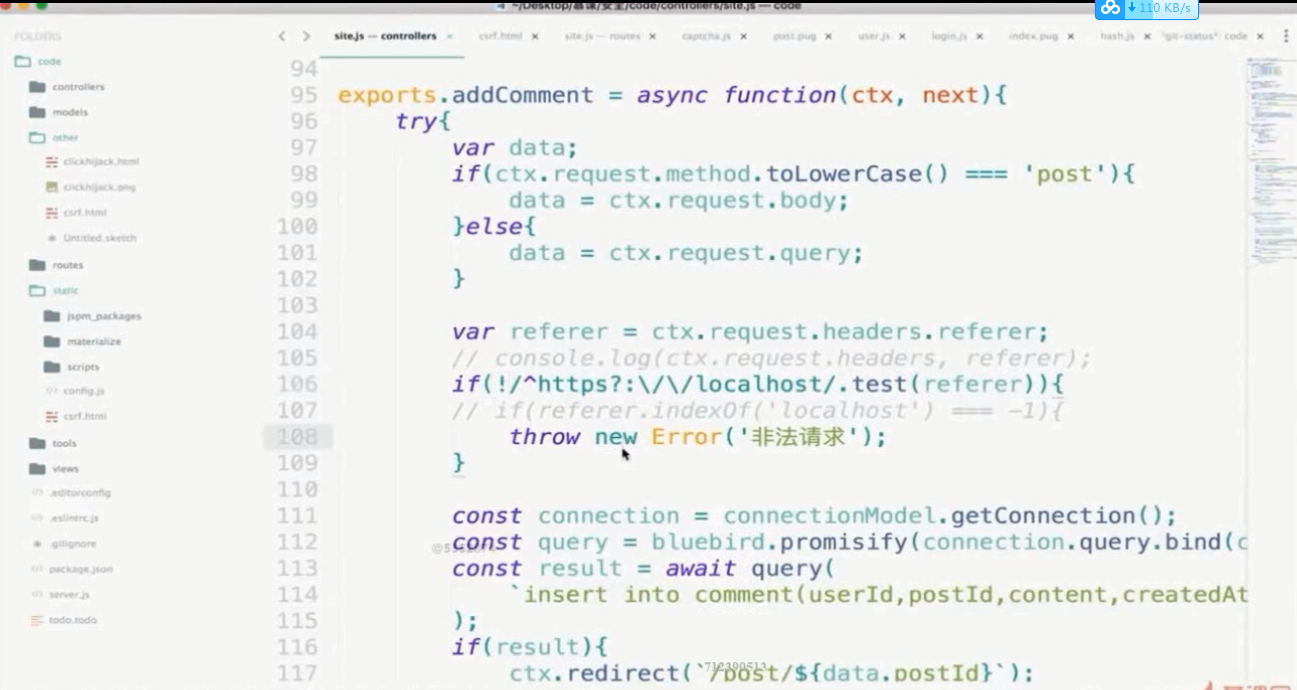 ~/Desktop/慕课/安全/code/controllers/site.js — code
110 KB/s
FOLDERS
code
controllers
models
other
clickhijack.html
clickhijack.png
csrf.html
Untitled.sketch
routes
static
jspm_packages
materialize
scripts
config.js
csrf.html
tools
views
.editorconfig
.eslintrc.js
.gitignore
package.json
server.js
todo.todo
site.js — controllers
csrf.html
site.js — routes
captcha.js
post.pug
user.js
login.js
index.pug
hash.js
*git-status*: code
94
95 exports.addComment = async function(ctx, next){
96 try{
97 var data;
98 if(ctx.request.method.toLowerCase() === 'post'){
99 data = ctx.request.body;
100 }else{
101 data = ctx.request.query;
102 }
103
104 var referer = ctx.request.headers.referer;
105 // console.log(ctx.request.headers, referer);
106 if(!/^https?:\/\/localhost/.test(referer)){
107 // if(referer.indexOf('localhost') === -1){
108 throw new Error('非法请求');
109 }
110
111 const connection = connectionModel.getConnection();
112 const query = bluebird.promisify(connection.query.bind(c
113 const result = await query(
114 `insert into comment(userId,postId,content,createdAt
115 );
116 if(result){
117 ctx.redirect(`/post/${data.postId}`);
712390513